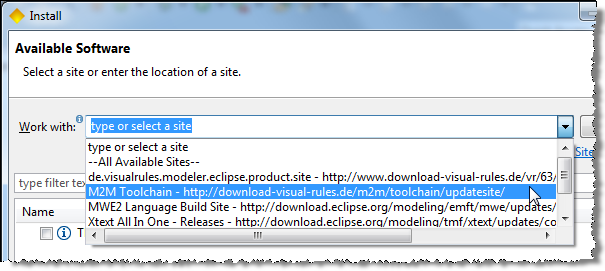 Install
Available Software
Select a site or enter the location of a site.
Work with:
type or select a site
type or select a site
--All Available Sites--
de.visualrules.modeler.eclipse.product.site - http://www.download-visual-rules.de/vr/63/
M2M Toolchain - http://download-visual-rules.de/m2m/toolchain/updatesite/
MWE2 Language Build Site - http://download.eclipse.org/modeling/emft/mwe/updates/
Xtext All In One - Releases - http://download.eclipse.org/modeling/tmf/xtext/updates/co
Site
type filter tex
Name
T